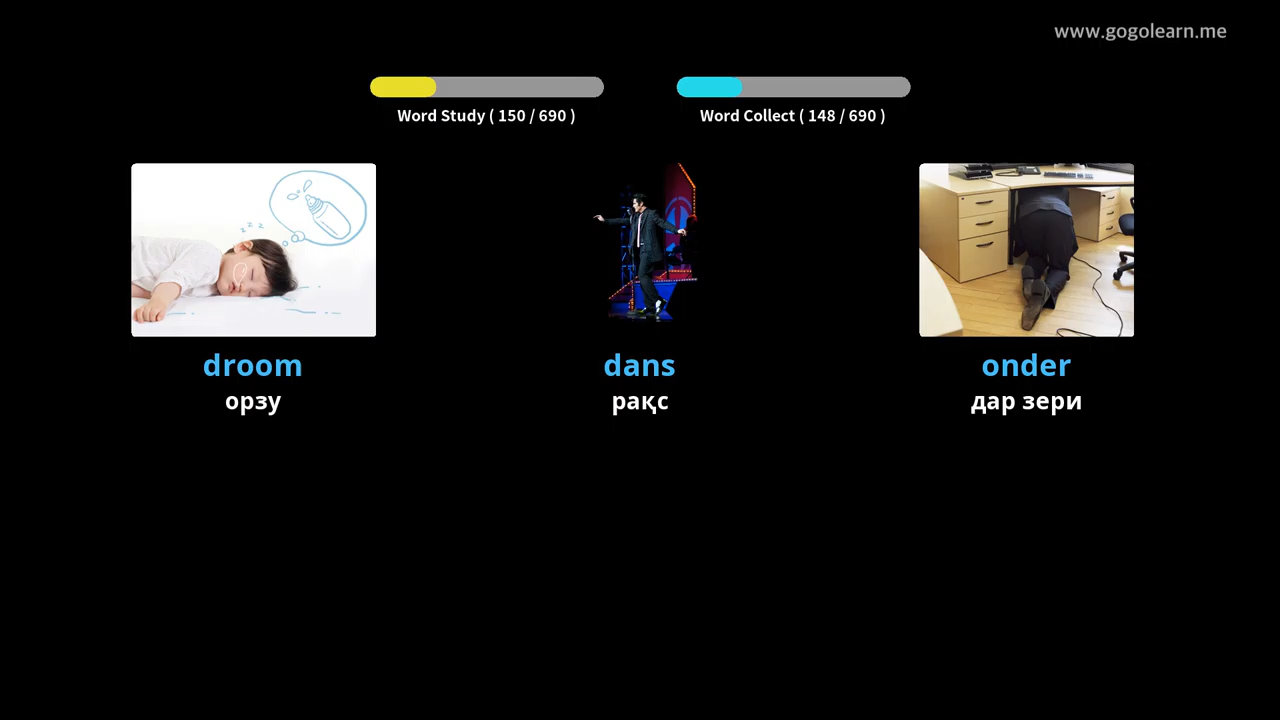 www.gogolearn.me
Word Study ( 150 / 690 )
Word Collect ( 148 / 690 )
z z z z
droom
орзу
dans
рақс
onder
дар зери